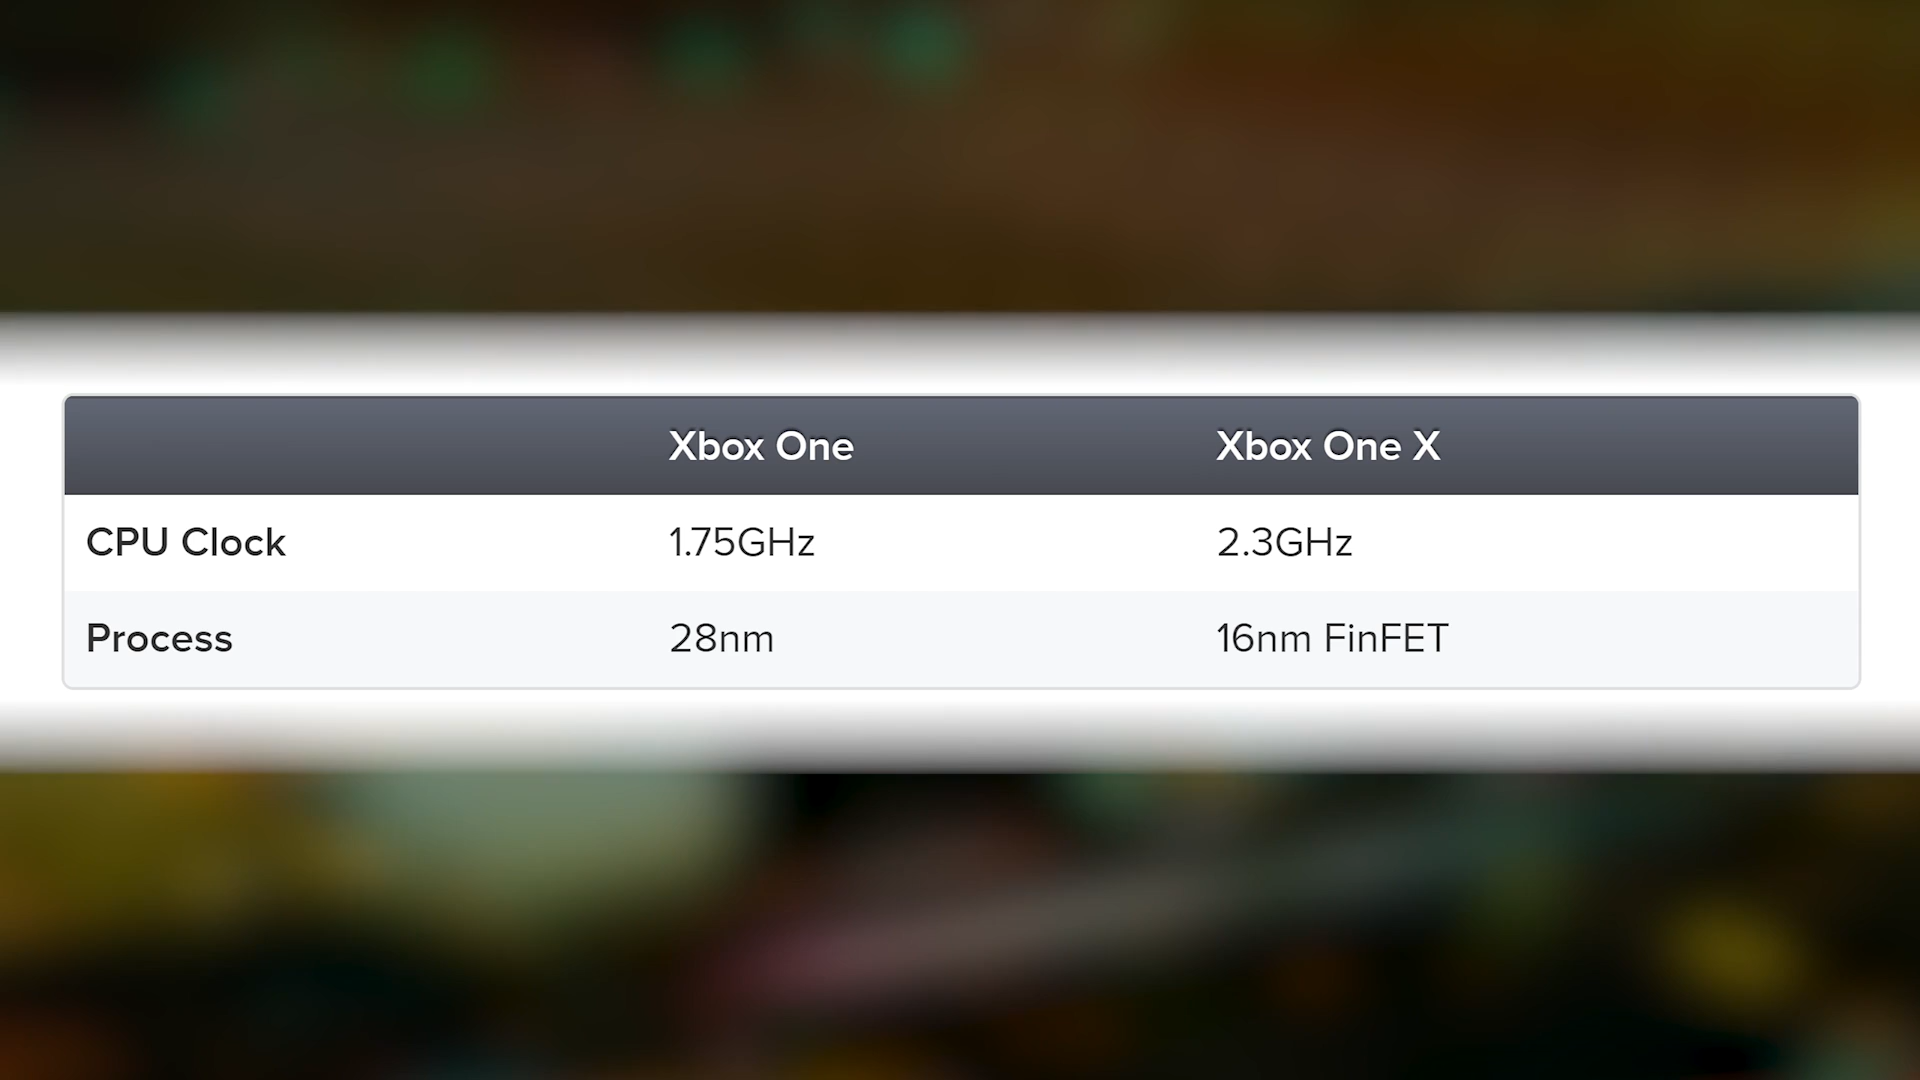 Xbox One Xbox One X
CPU Clock 1.75GHz 2.3GHz
Process 28nm 16nm FinFET